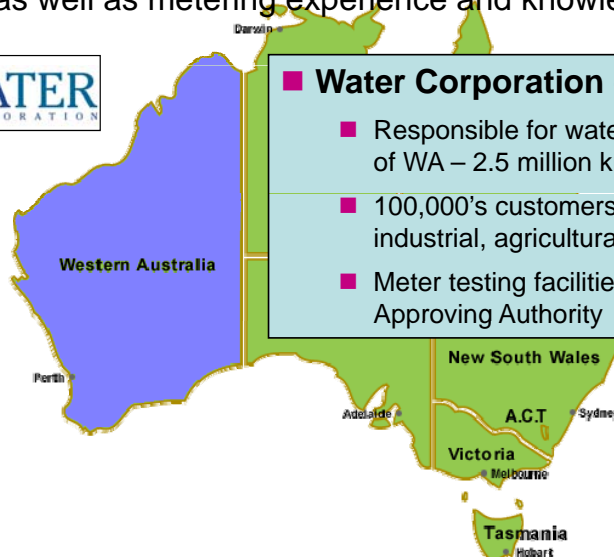 as well as metering experience and knowle
Darwin
ATER
ORATION
Water Corporation
Responsible for wate
of WA – 2.5 million k
100,000's customers
industrial, agricultura
Meter testing facilitie
Approving Authority
Western Australia
New South Wales
Perth
Adelaide
A.C.T
Sydney
Victoria
Melbourne
Tasmania
Hobart